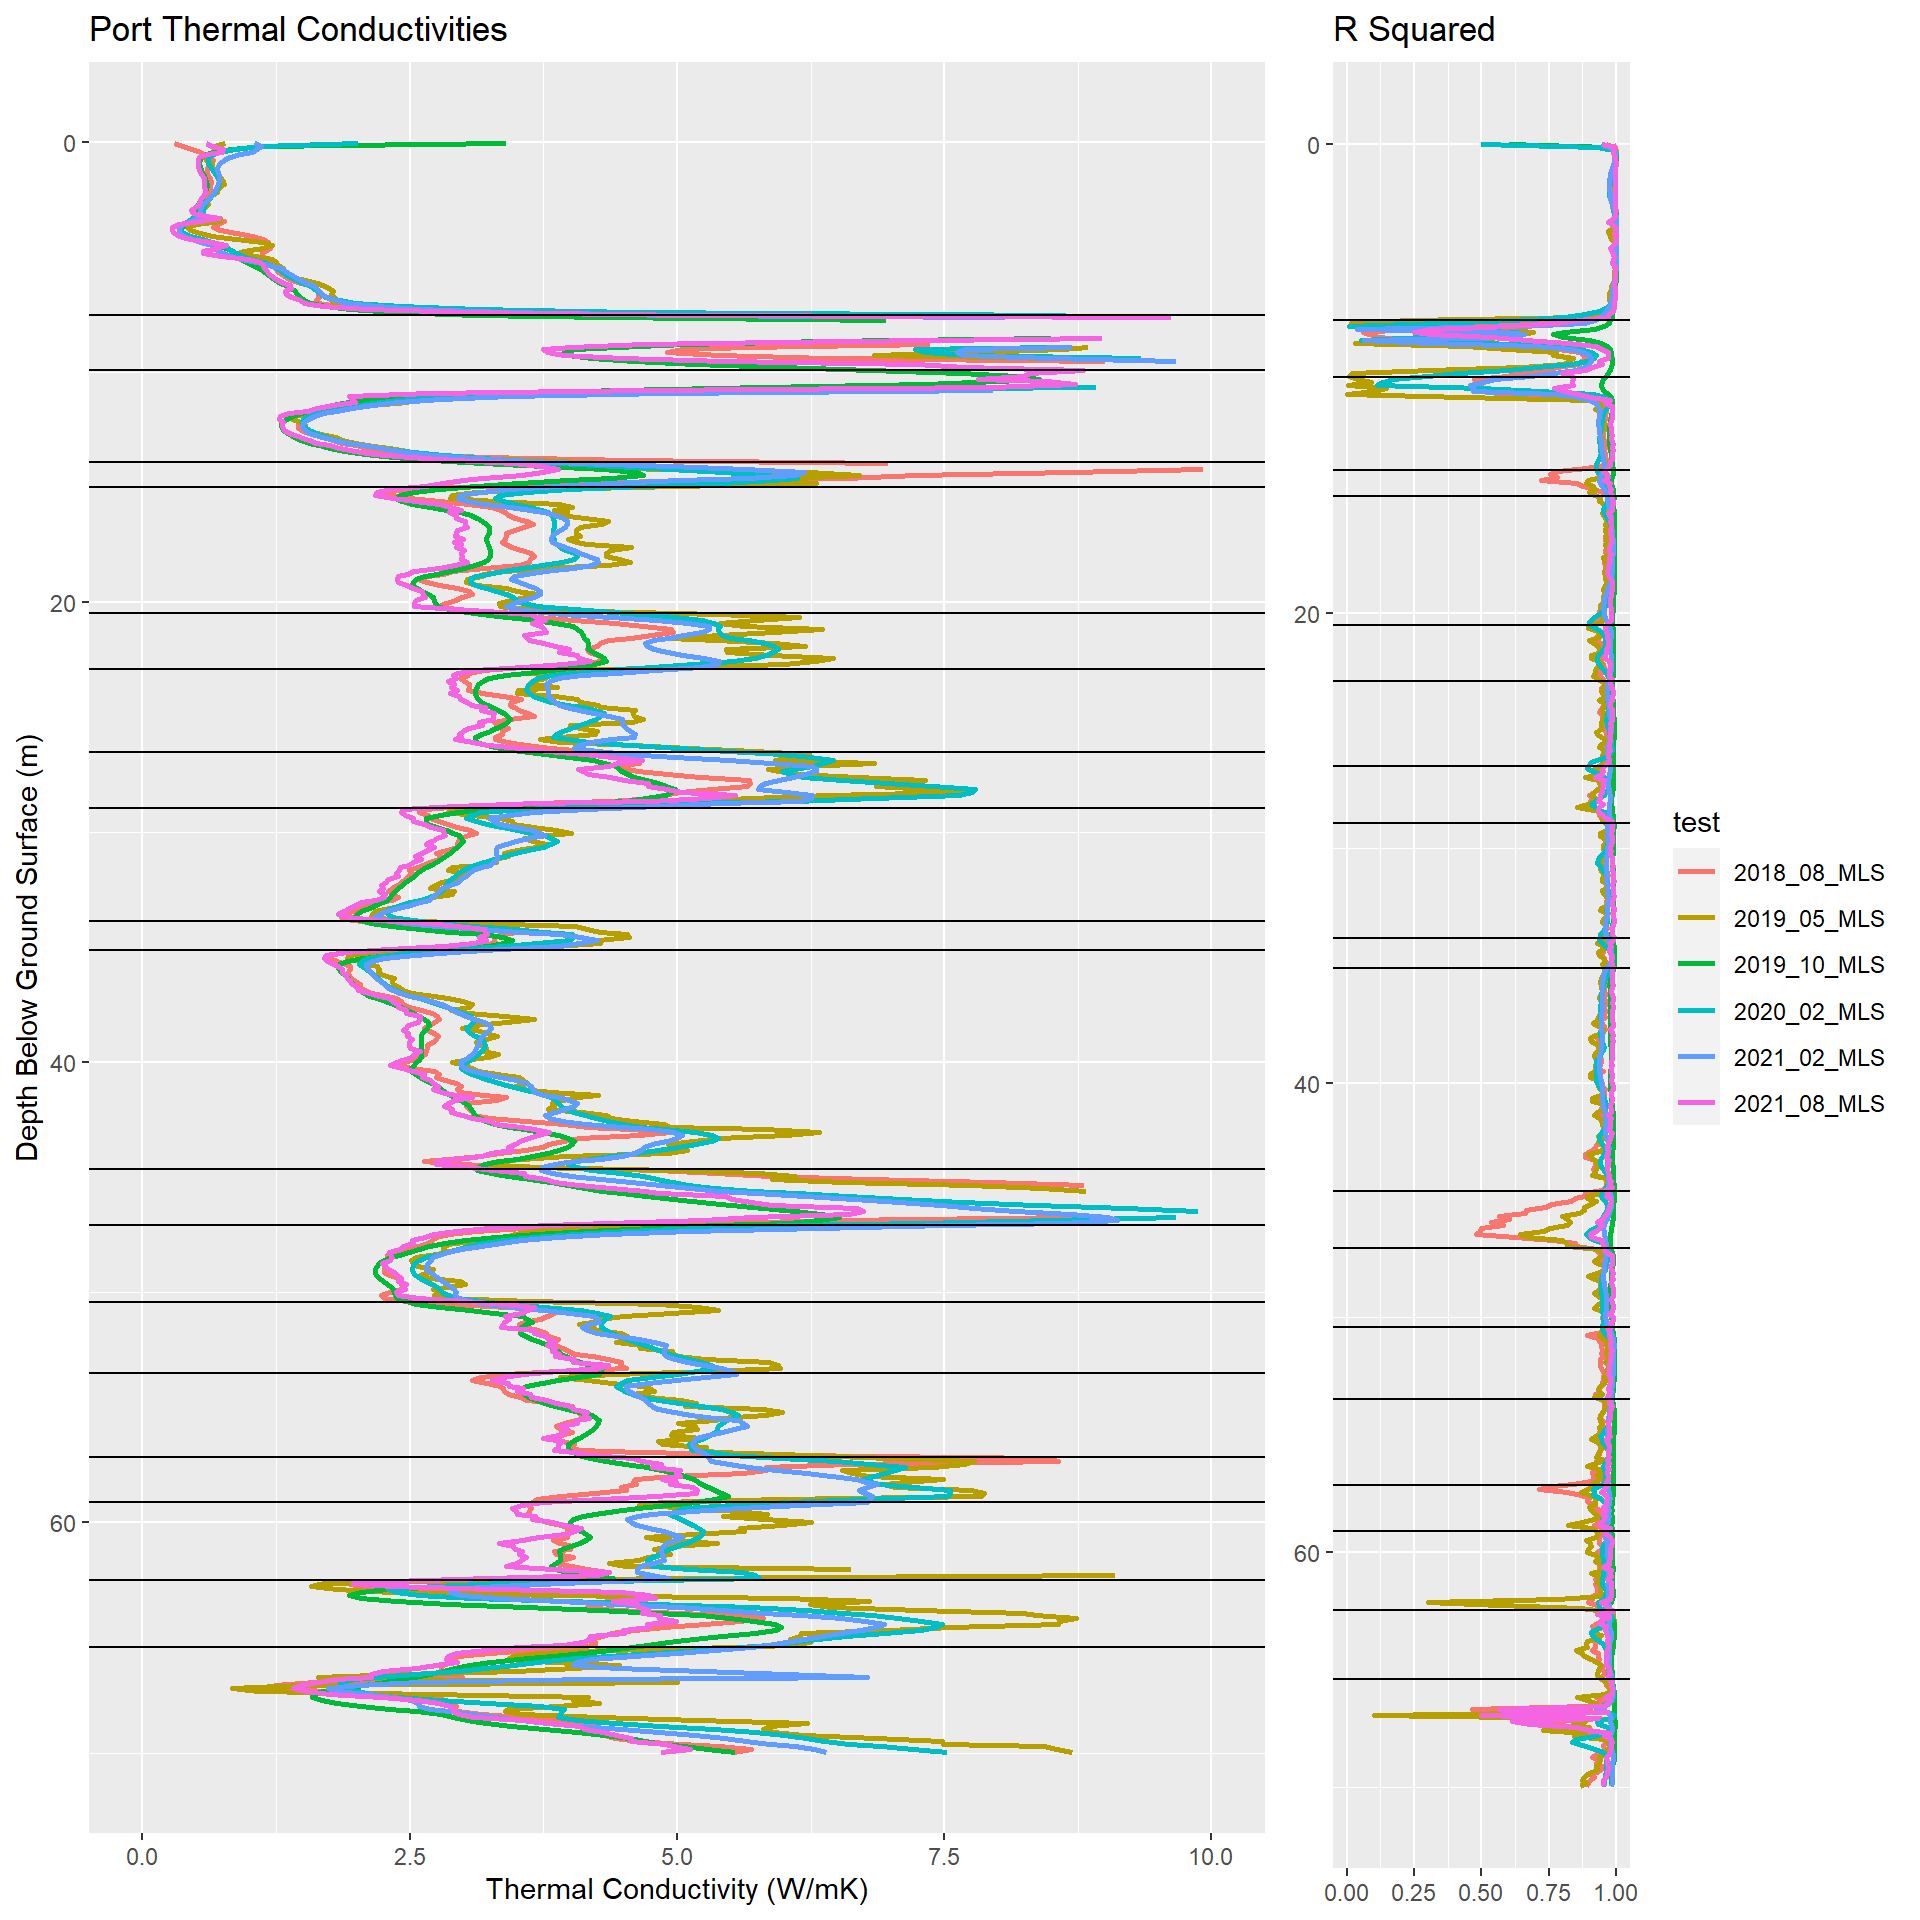 Port Thermal Conductivities
R Squared
Depth Below Ground Surface (m)
0
20
40
60
0.0 2.5 5.0 7.5 10.0
Thermal Conductivity (W/mK)
0
20
40
60
0.00 0.25 0.50 0.75 1.00
test
2018_08_MLS
2019_05_MLS
2019_10_MLS
2020_02_MLS
2021_02_MLS
2021_08_MLS